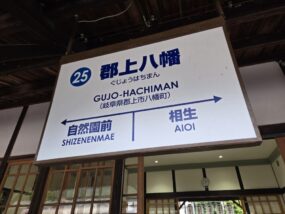 25 郡上八幡
ぐじょうはちまん
GUJO-HACHIMAN
(岐阜県郡上市八幡町)
自然園前 相生
SHIZENENMAE AIOI